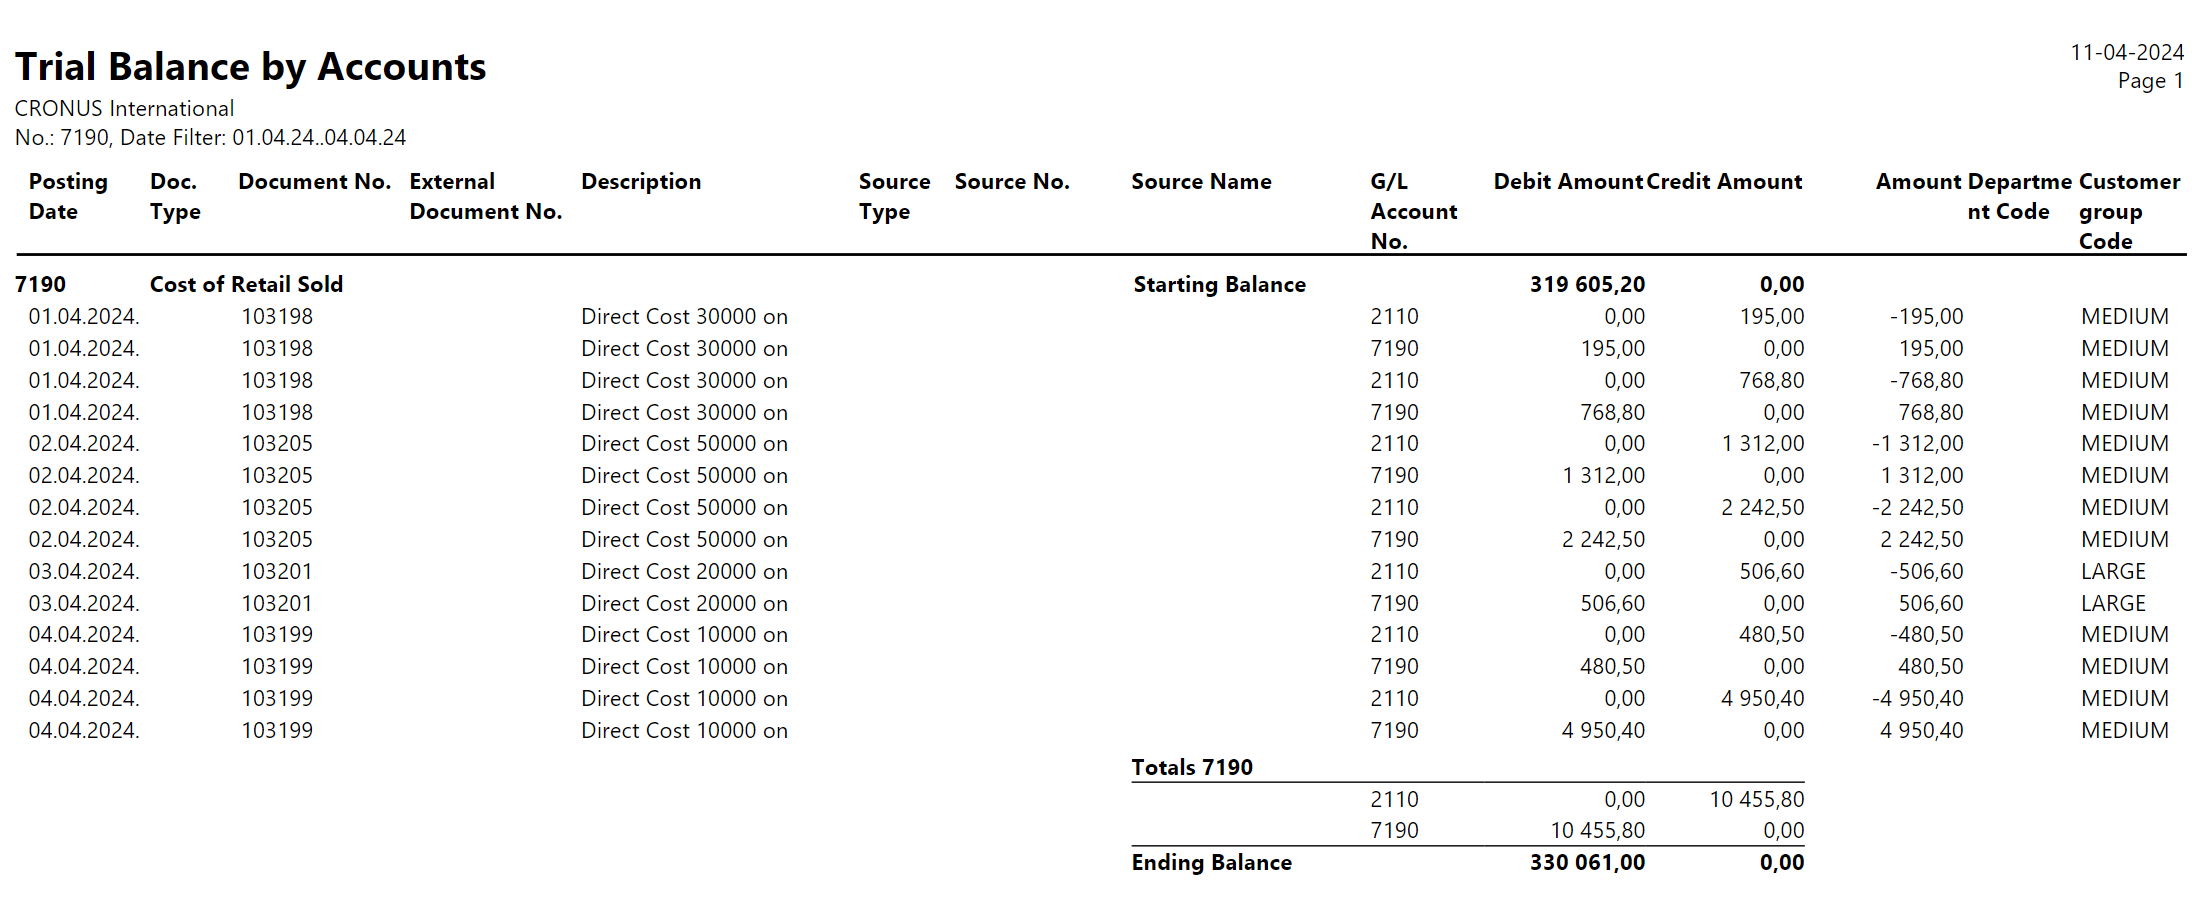 Trial Balance by Accounts
11-04-2024
Page 1
CRONUS International
No.: 7190, Date Filter: 01.04.24..04.04.24
Posting Date Doc. Type Document No. External Document No. Description Source Type Source No. Source Name G/L Account No. Debit Amount Credit Amount Amount Departme nt Code Customer group Code
7190 Cost of Retail Sold Starting Balance 319 605,20 0,00
01.04.2024. 103198 Direct Cost 30000 on 2110 0,00 195,00 -195,00 MEDIUM
01.04.2024. 103198 Direct Cost 30000 on 7190 195,00 0,00 195,00 MEDIUM
01.04.2024. 103198 Direct Cost 30000 on 2110 0,00 768,80 -768,80 MEDIUM
01.04.2024. 103198 Direct Cost 30000 on 7190 768,80 0,00 768,80 MEDIUM
02.04.2024. 103205 Direct Cost 50000 on 2110 0,00 1 312,00 -1 312,00 MEDIUM
02.04.2024. 103205 Direct Cost 50000 on 7190 1 312,00 0,00 1 312,00 MEDIUM
02.04.2024. 103205 Direct Cost 50000 on 2110 0,00 2 242,50 -2 242,50 MEDIUM
02.04.2024. 103205 Direct Cost 50000 on 7190 2 242,50 0,00 2 242,50 MEDIUM
03.04.2024. 103201 Direct Cost 20000 on 2110 0,00 506,60 -506,60 LARGE
03.04.2024. 103201 Direct Cost 20000 on 7190 506,60 0,00 506,60 LARGE
04.04.2024. 103199 Direct Cost 10000 on 2110 0,00 480,50 -480,50 MEDIUM
04.04.2024. 103199 Direct Cost 10000 on 7190 480,50 0,00 480,50 MEDIUM
04.04.2024. 103199 Direct Cost 10000 on 2110 0,00 4 950,40 -4 950,40 MEDIUM
04.04.2024. 103199 Direct Cost 10000 on 7190 4 950,40 0,00 4 950,40 MEDIUM
Totals 7190
2110 0,00 10 455,80
7190 10 455,80 0,00
Ending Balance 330 061,00 0,00